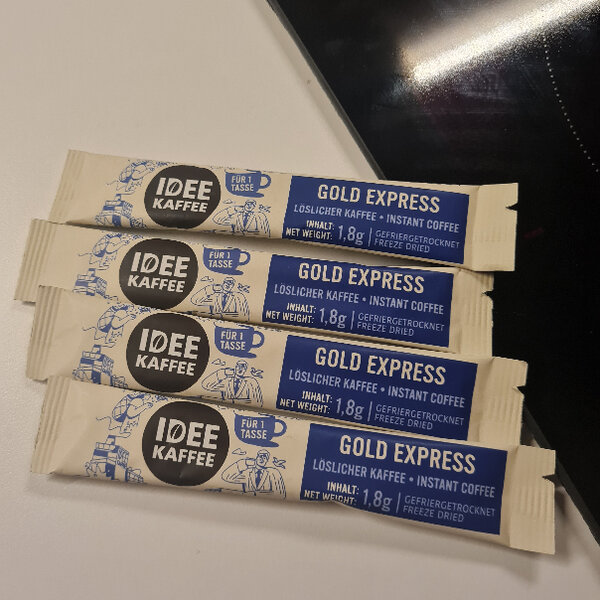 IDEE
KAFFEE
FÜR 1
TASSE
GOLD EXPRESS
LÖSLICHER KAFFEE • INSTANT COFFEE
INHALT:
NET WEIGHT: 1,8g
GEFRIERGETROCKNET
FREEZE DRIED
IDEE
KAFFEE
FÜR 1
TASSE
GOLD EXPRESS
LÖSLICHER KAFFEE • INSTANT COFFEE
INHALT:
NET WEIGHT: 1,8g
GEFRIERGETROCKNET
FREEZE DRIED
IDEE
KAFFEE
FÜR 1
TASSE
GOLD EXPRESS
LÖSLICHER KAFFEE • INSTANT COFFEE
INHALT:
NET WEIGHT: 1,8g
GEFRIERGETROCKNET
FREEZE DRIED
IDEE
KAFFEE
FÜR 1
TASSE
GOLD EXPRESS
LÖSLICHER KAFFEE • INSTANT COFFEE
INHALT:
NET WEIGHT: 1,8g
GEFRIERGETROCKNET
FREEZE DRIED